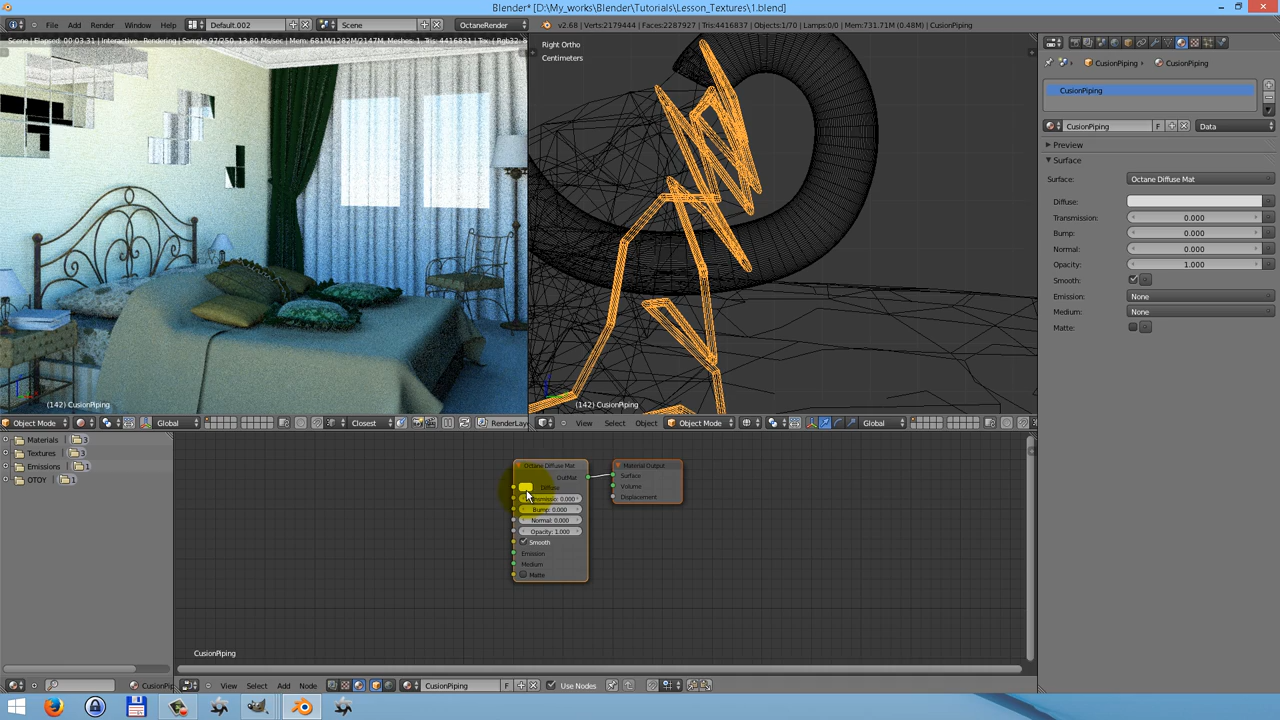 Blender* [D:\My_works\Blender\Tutorials\Lesson_Textures\1.blend]
File Add Render Window Help Default.002 Scene OctaneRender v2.68 | Verts:2179444 | Faces:2287927 | Tris:4416837 | Objects:1/70 | Lamps:0/0 | Mem:731.71M (0.48M) | CusionPiping
Scene | Elapsed: 00:03.31 | Interactive - Rendering | Sample 97/250, 13.80 Ms/sec | Mem: 681M/1282M/2147M, Meshes: 1, Tris: 4416831 | Tex: ( Rgb32:
Right Ortho
Centimeters
CusionPiping CusionPiping
CusionPiping
CusionPiping F Data
Preview
Surface
Surface: Octane Diffuse Mat
Diffuse:
Transmission: 0.000
Bump: 0.000
Normal: 0.000
Opacity: 1.000
Smooth:
Emission: None
Medium: None
Matte:
(142) CusionPiping
(142) CusionPiping
Object Mode Global Closest RenderLay
View Select Object Object Mode Global
Materials 3
Textures 3
Emissions 1
OTOY 1
Octane Diffuse Mat
OutMat
Diffuse
0.000
Bump: 0.000
Normal: 0.000
Opacity: 1.000
Smooth
Emission
Medium
Matte
Material Output
Surface
Volume
Displacement
CusionPiping
CusionPip
View Select Add Node CusionPiping F Use Nodes